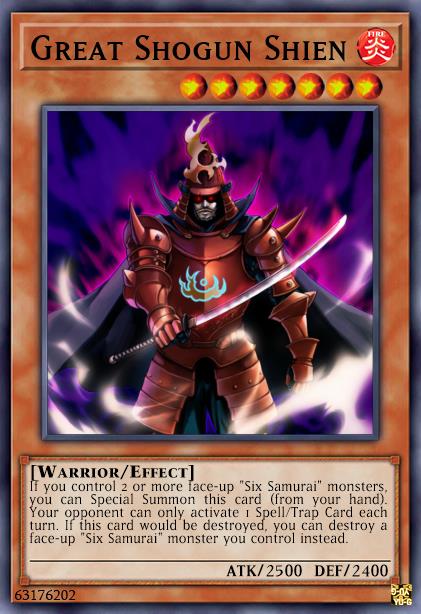 GREAT SHOGUN SHIEN
FIRE
炎
[WARRIOR/EFFECT]
If you control 2 or more face-up "Six Samurai" monsters,
you can Special Summon this card (from your hand).
Your opponent can only activate 1 Spell/Trap Card each
turn. If this card would be destroyed, you can destroy a
face-up "Six Samurai" monster you control instead.
ATK/2500 DEF/2400
63176202